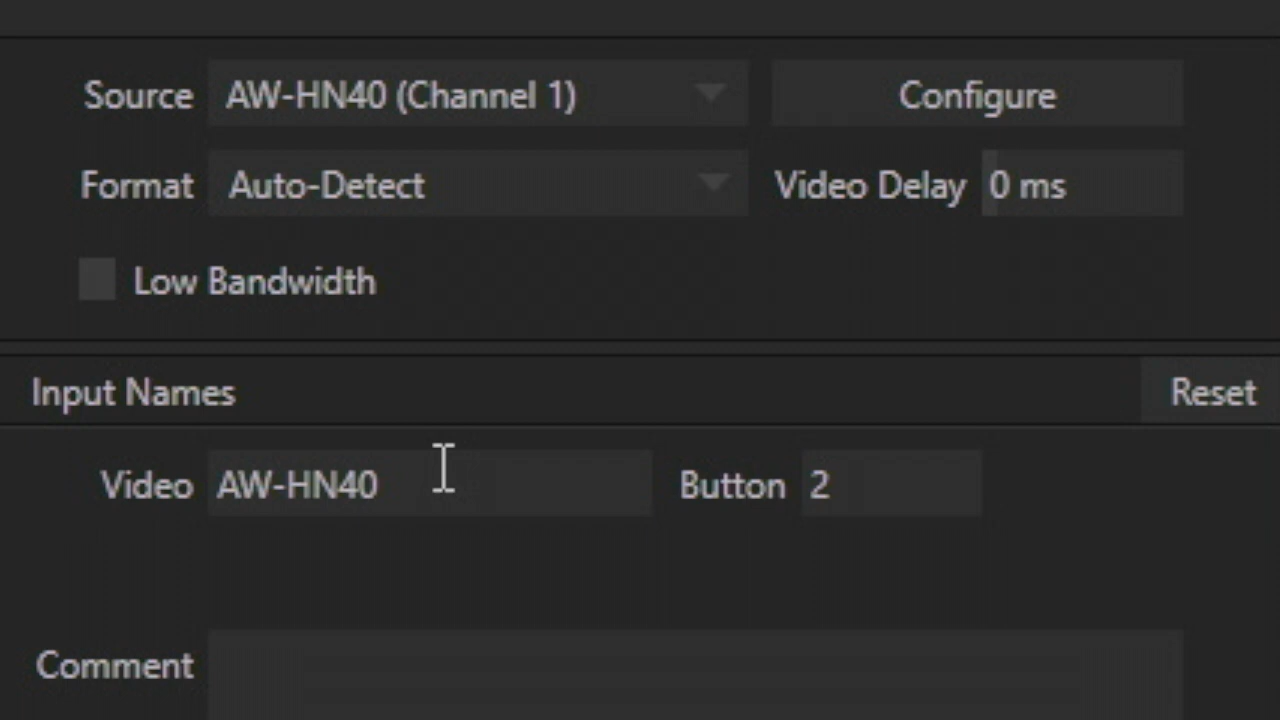 Source AW-HN40 (Channel 1) Configure
Format Auto-Detect Video Delay 0 ms
Low Bandwidth
Input Names Reset
Video AW-HN40 Button 2
Comment